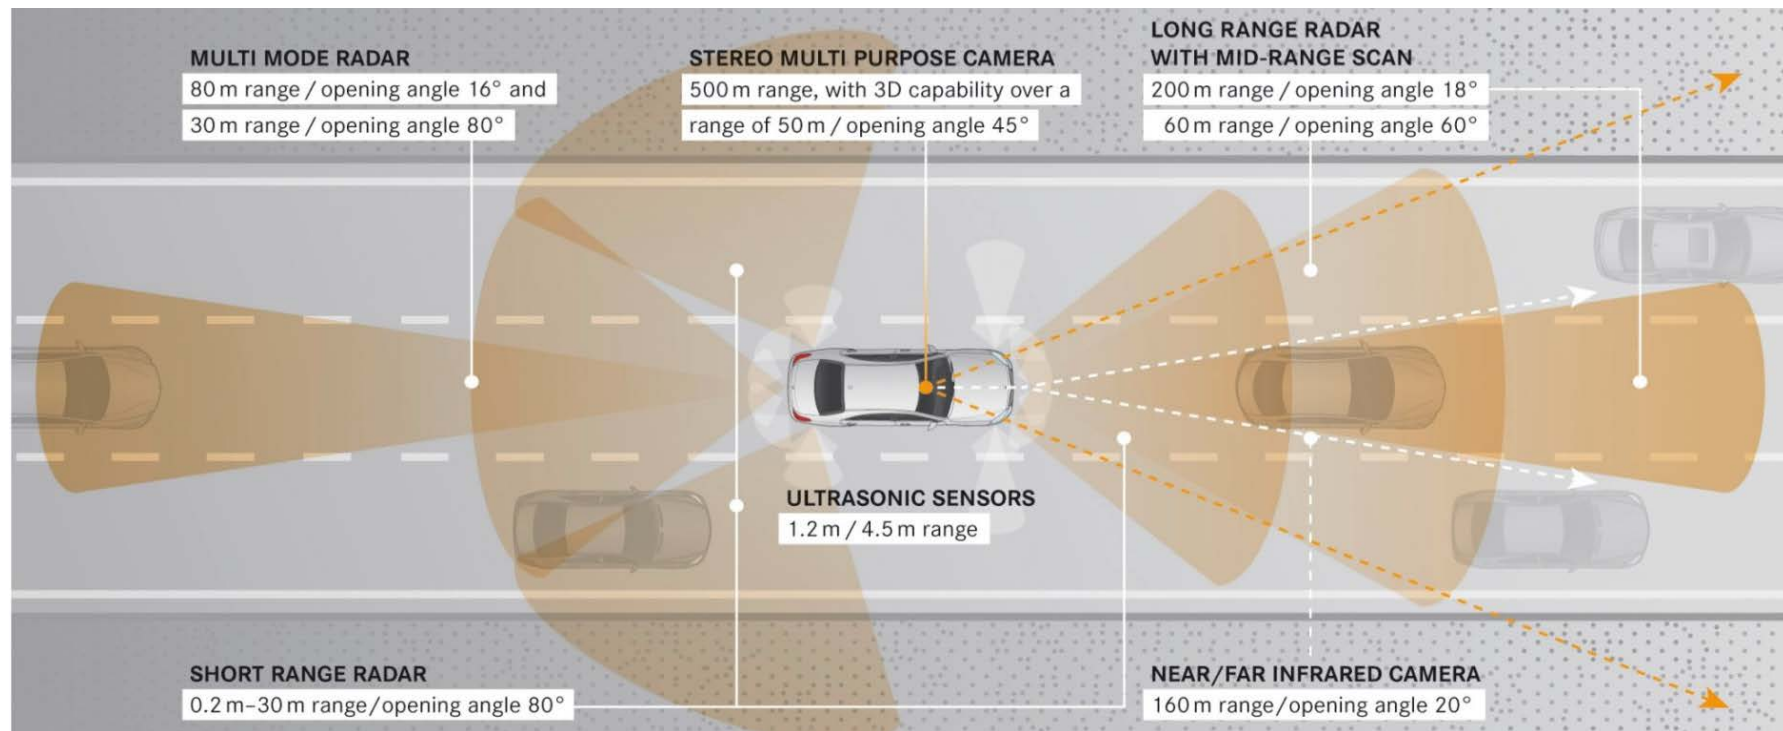 MULTI MODE RADAR
80 m range / opening angle 16° and
30 m range / opening angle 80°
STEREO MULTI PURPOSE CAMERA
500 m range, with 3D capability over a
range of 50 m / opening angle 45°
LONG RANGE RADAR
WITH MID-RANGE SCAN
200 m range / opening angle 18°
60 m range / opening angle 60°
ULTRASONIC SENSORS
1.2 m / 4.5 m range
SHORT RANGE RADAR
0.2 m–30 m range/opening angle 80°
NEAR/FAR INFRARED CAMERA
160 m range/opening angle 20°